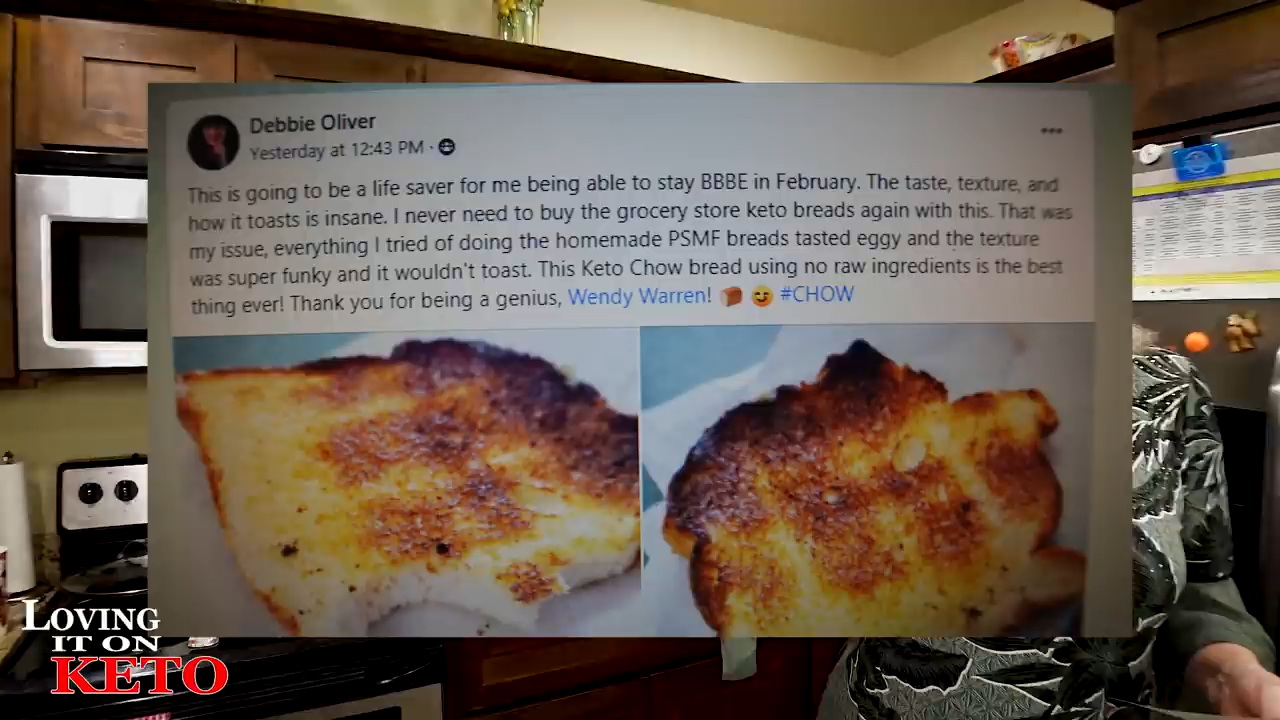 Debbie Oliver
Yesterday at 12:43 PM ·
This is going to be a life saver for me being able to stay BBBE in February. The taste, texture, and
how it toasts is insane. I never need to buy the grocery store keto breads again with this. That was
my issue, everything I tried of doing the homemade PSMF breads tasted eggy and the texture
was super funky and it wouldn't toast. This Keto Chow bread using no raw ingredients is the best
thing ever! Thank you for being a genius, Wendy Warren! 🍞 😋 #CHOW
LOVING
IT ON
KETO